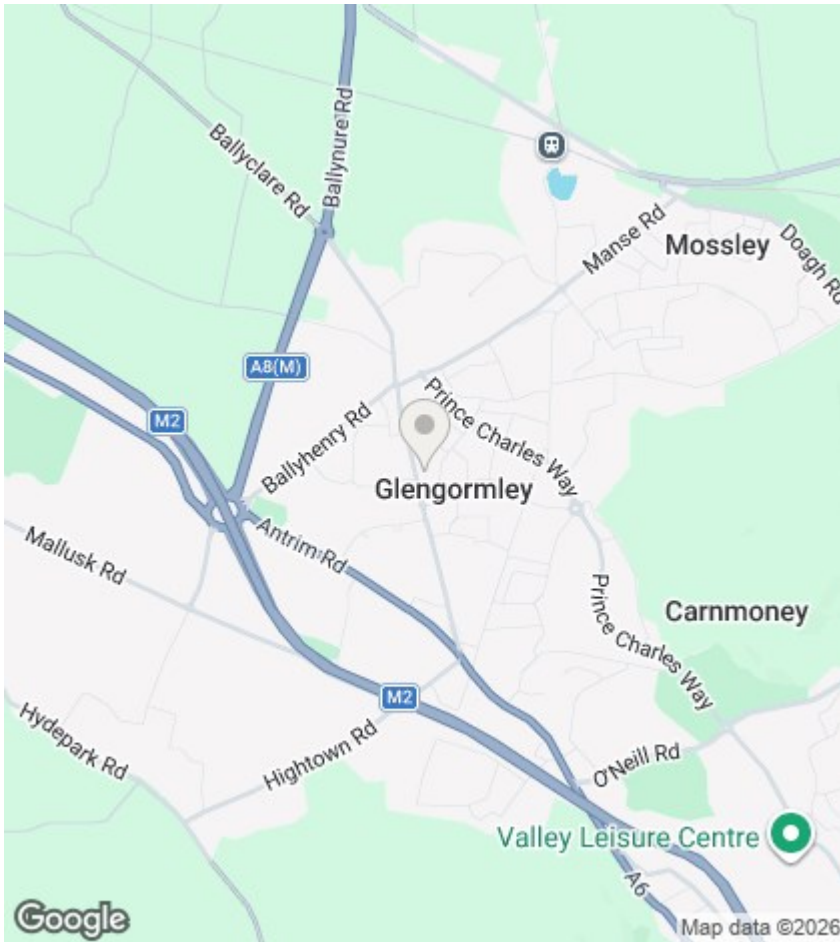 Ballynure Rd
Ballyclare Rd
Manse Rd
Mossley
Doagh Rd
A8(M)
M2
Ballyhenry Rd
Prince Charles Way
Glengormley
Antrim Rd
Mallusk Rd
Prince Charles Way
Carnmoney
M2
Hydepark Rd
Hightown Rd
O'Neill Rd
Valley Leisure Centre
A6
Google
Map data ©2026